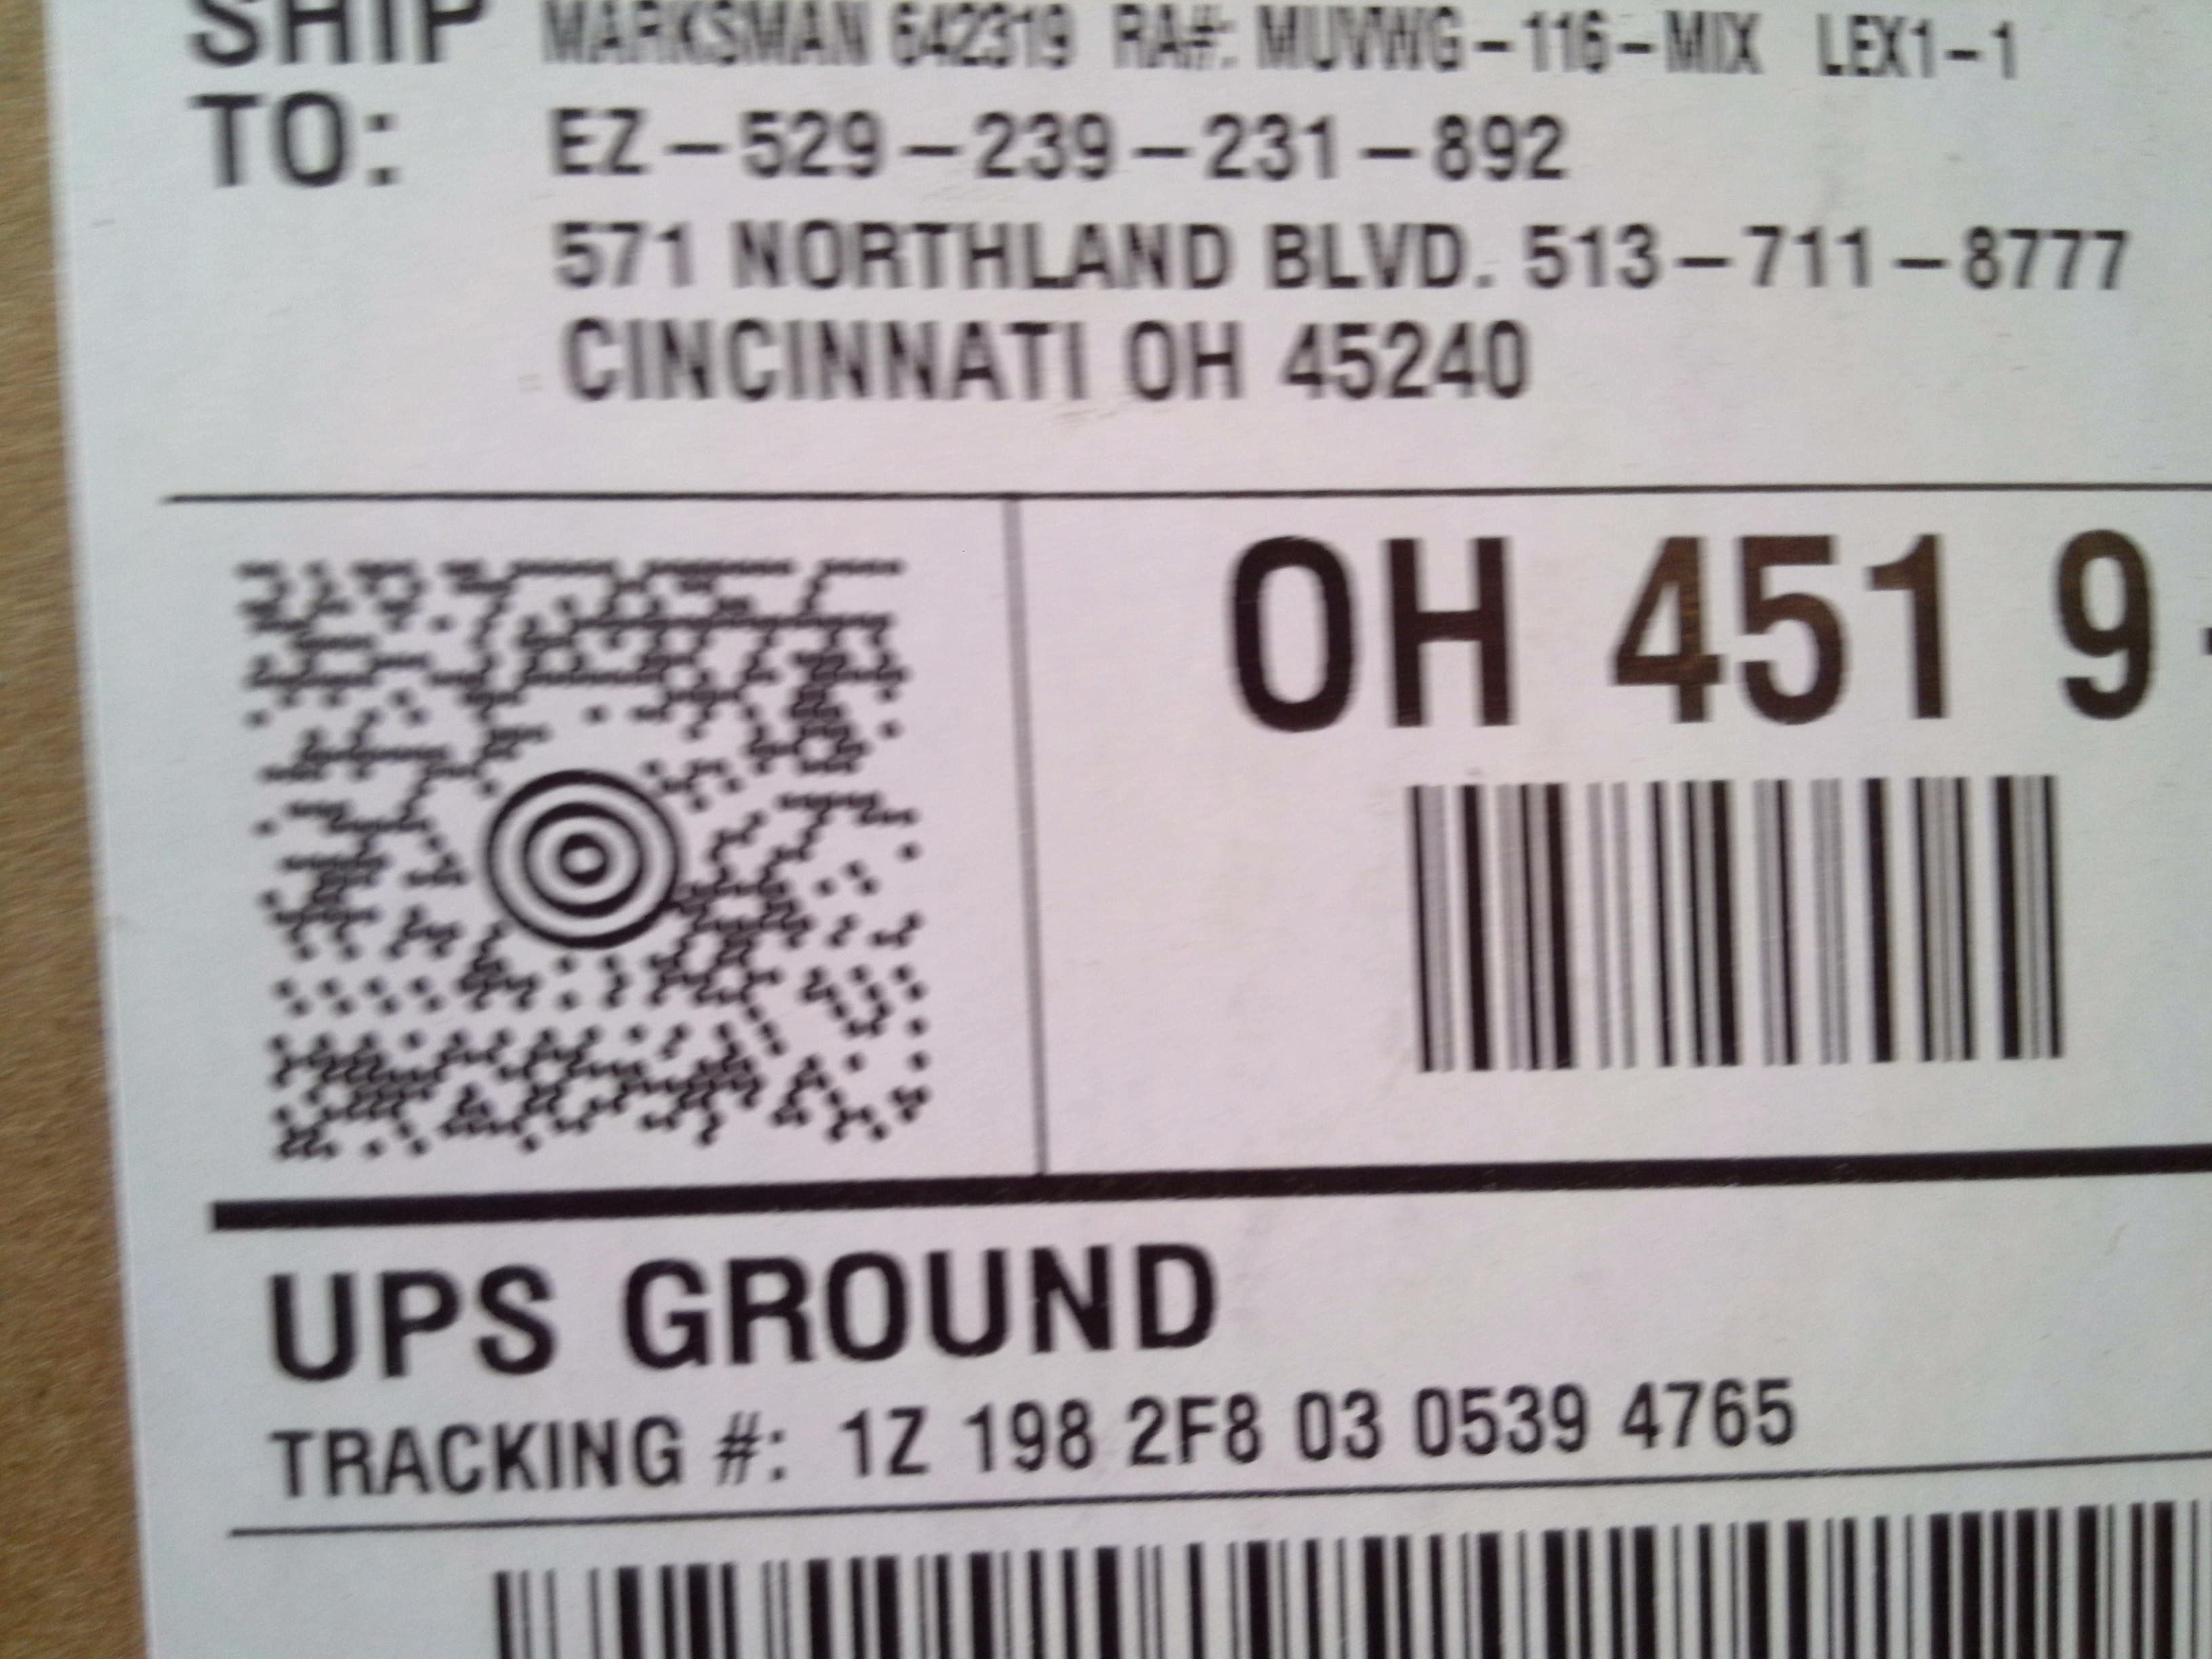 SHIP MARKSMAN 642319 RA#: MUVWG-116-MIX LEX1-1
TO: EZ-529-239-231-892
571 NORTHLAND BLVD. 513-711-8777
CINCINNATI OH 45240
OH 451 9-
UPS GROUND
TRACKING #: 1Z 198 2F8 03 0539 4765